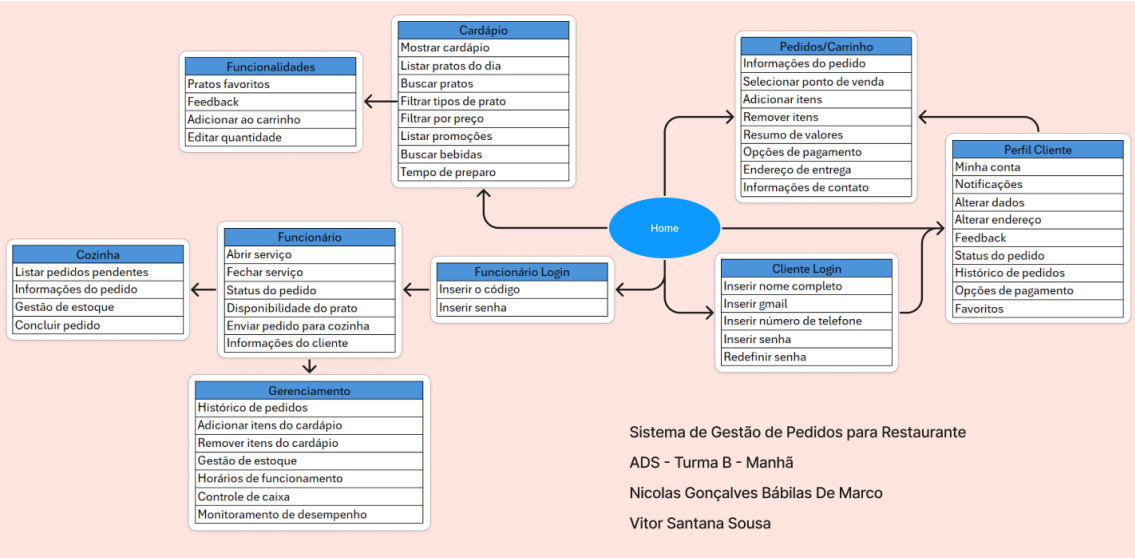 Cardápio
Mostrar cardápio
Listar pratos do dia
Buscar pratos
Filtrar tipos de prato
Filtrar por preço
Listar promoções
Buscar bebidas
Tempo de preparo
Funcionalidades
Pratos favoritos
Feedback
Adicionar ao carrinho
Editar quantidade
Pedidos/Carrinho
Informações do pedido
Selecionar ponto de venda
Adicionar itens
Remover itens
Resumo de valores
Opções de pagamento
Endereço de entrega
Informações de contato
Perfil Cliente
Minha conta
Notificações
Alterar dados
Alterar endereço
Feedback
Status do pedido
Histórico de pedidos
Opções de pagamento
Favoritos
Home
Cozinha
Listar pedidos pendentes
Informações do pedido
Gestão de estoque
Concluir pedido
Funcionário
Abrir serviço
Fechar serviço
Status do pedido
Disponibilidade do prato
Enviar pedido para cozinha
Informações do cliente
Funcionário Login
Inserir o código
Inserir senha
Cliente Login
Inserir nome completo
Inserir gmail
Inserir número de telefone
Inserir senha
Redefinir senha
Gerenciamento
Histórico de pedidos
Adicionar itens do cardápio
Remover itens do cardápio
Gestão de estoque
Horários de funcionamento
Controle de caixa
Monitoramento de desempenho
Sistema de Gestão de Pedidos para Restaurante
ADS - Turma B - Manhã
Nicolas Gonçalves Bábilas De Marco
Vitor Santana Sousa